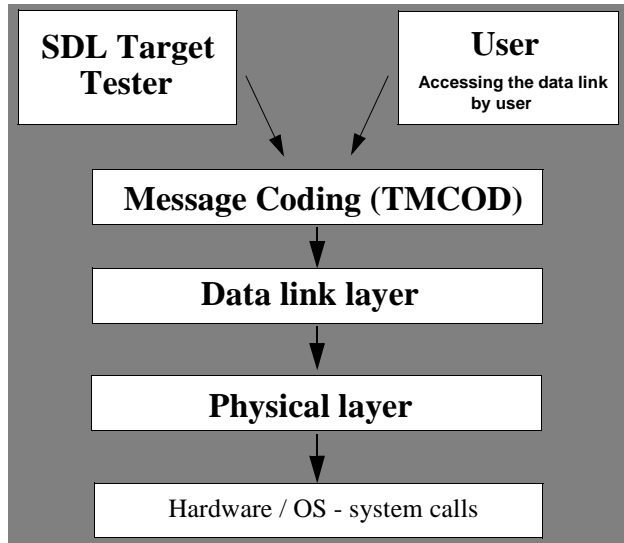 SDL Target
Tester
User
Accessing the data link
by user
Message Coding (TMCOD)
Data link layer
Physical layer
Hardware / OS - system calls